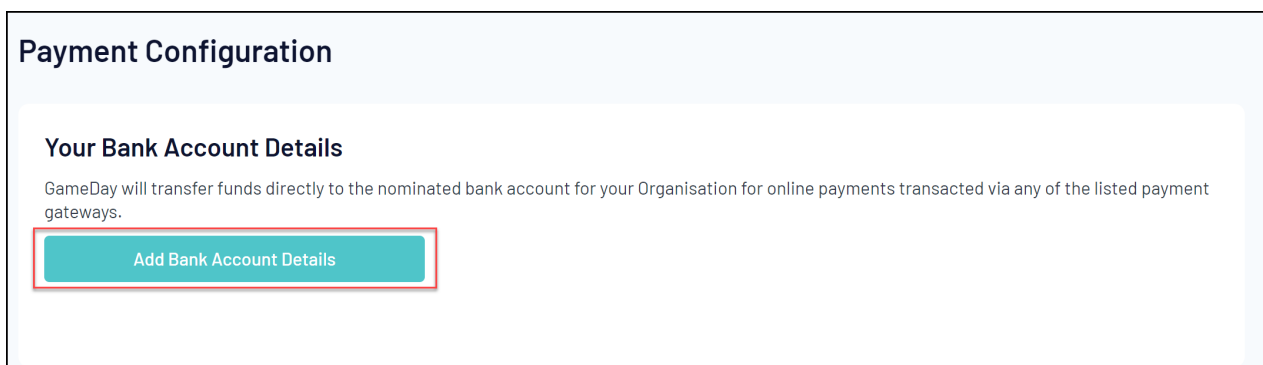 Payment Configuration
Your Bank Account Details
GameDay will transfer funds directly to the nominated bank account for your Organisation for online payments transacted via any of the listed payment
gateways.
Add Bank Account Details